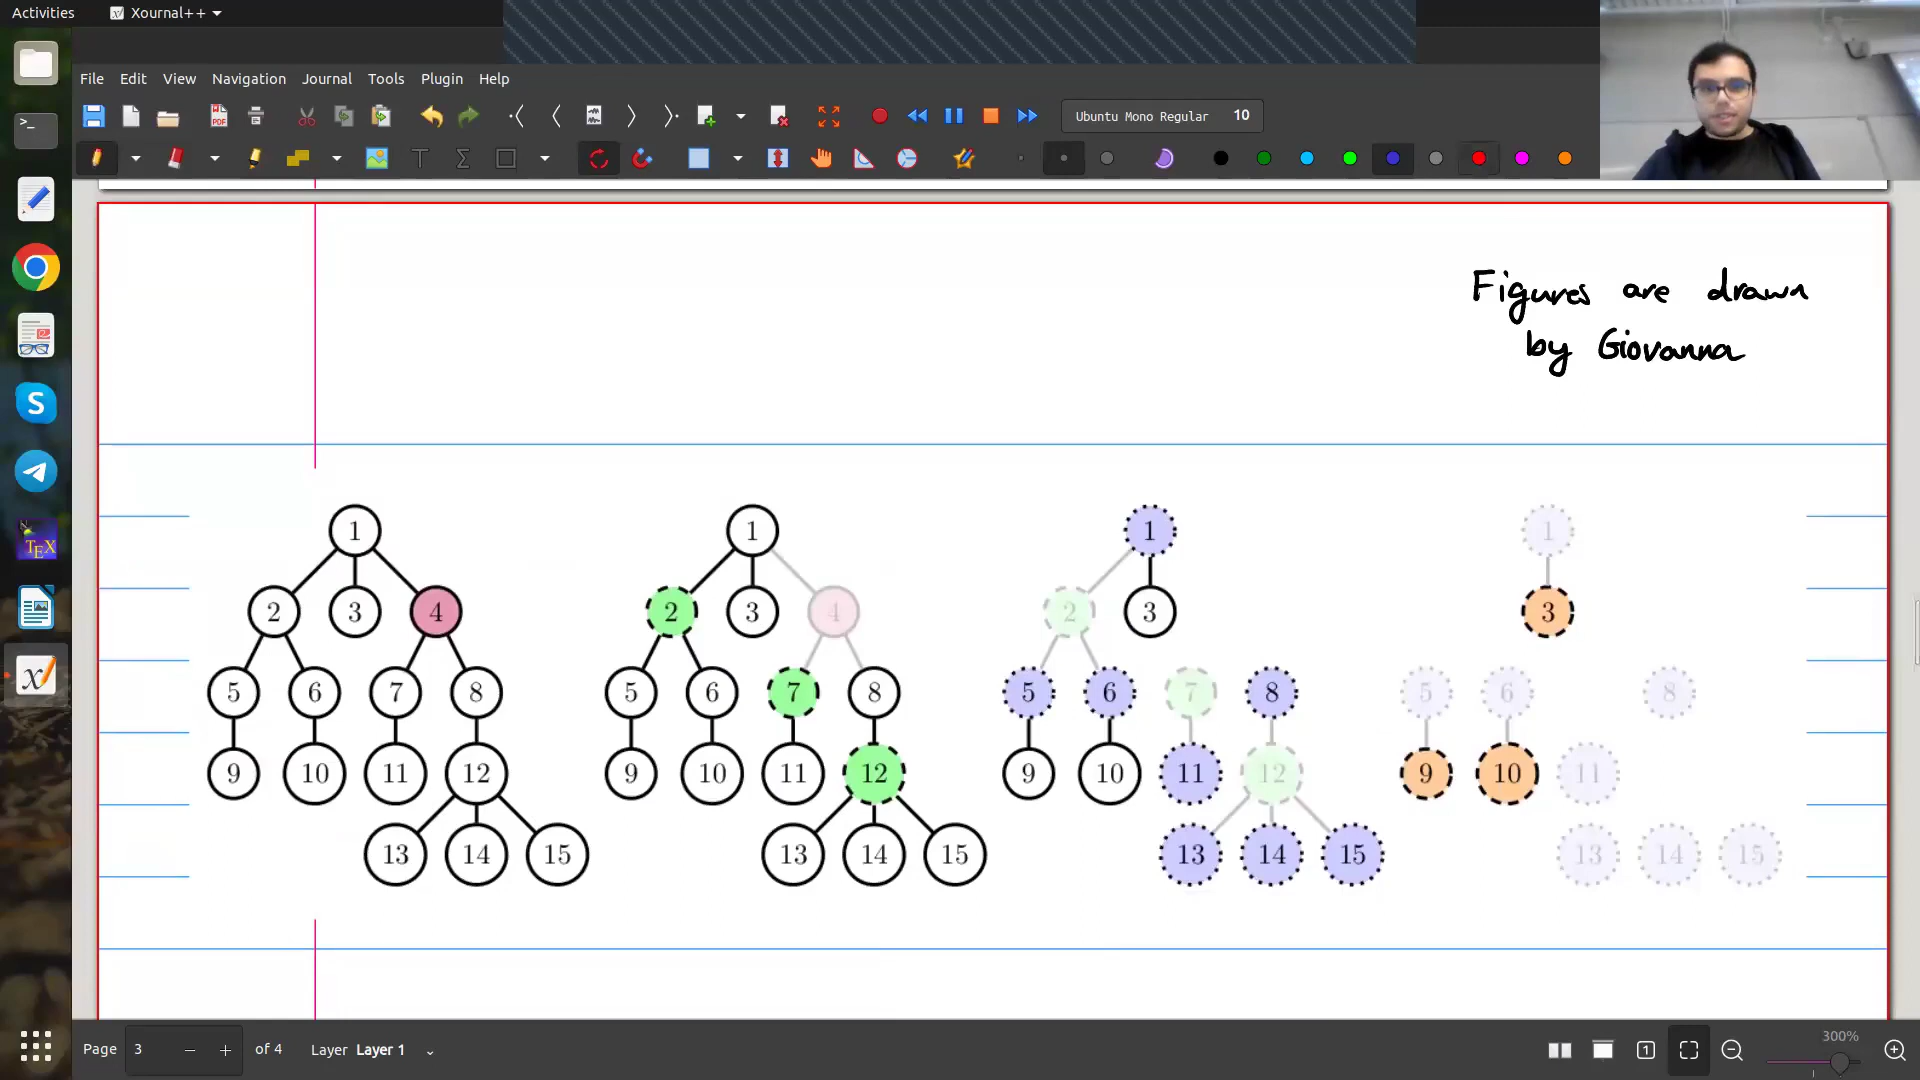 Activities Xournal++
File Edit View Navigation Journal Tools Plugin Help
Ubuntu Mono Regular 10
Figures are drawn
by Giovanna
1 1 1 1
2 3 4 2 3 4 2 3 3
5 6 7 8 5 6 7 8 5 6 7 8 5 6 8
9 10 11 12 9 10 11 12 9 10 11 12 9 10 11
13 14 15 13 14 15 13 14 15 13 14 15
Page 3 of 4 Layer Layer 1
300%